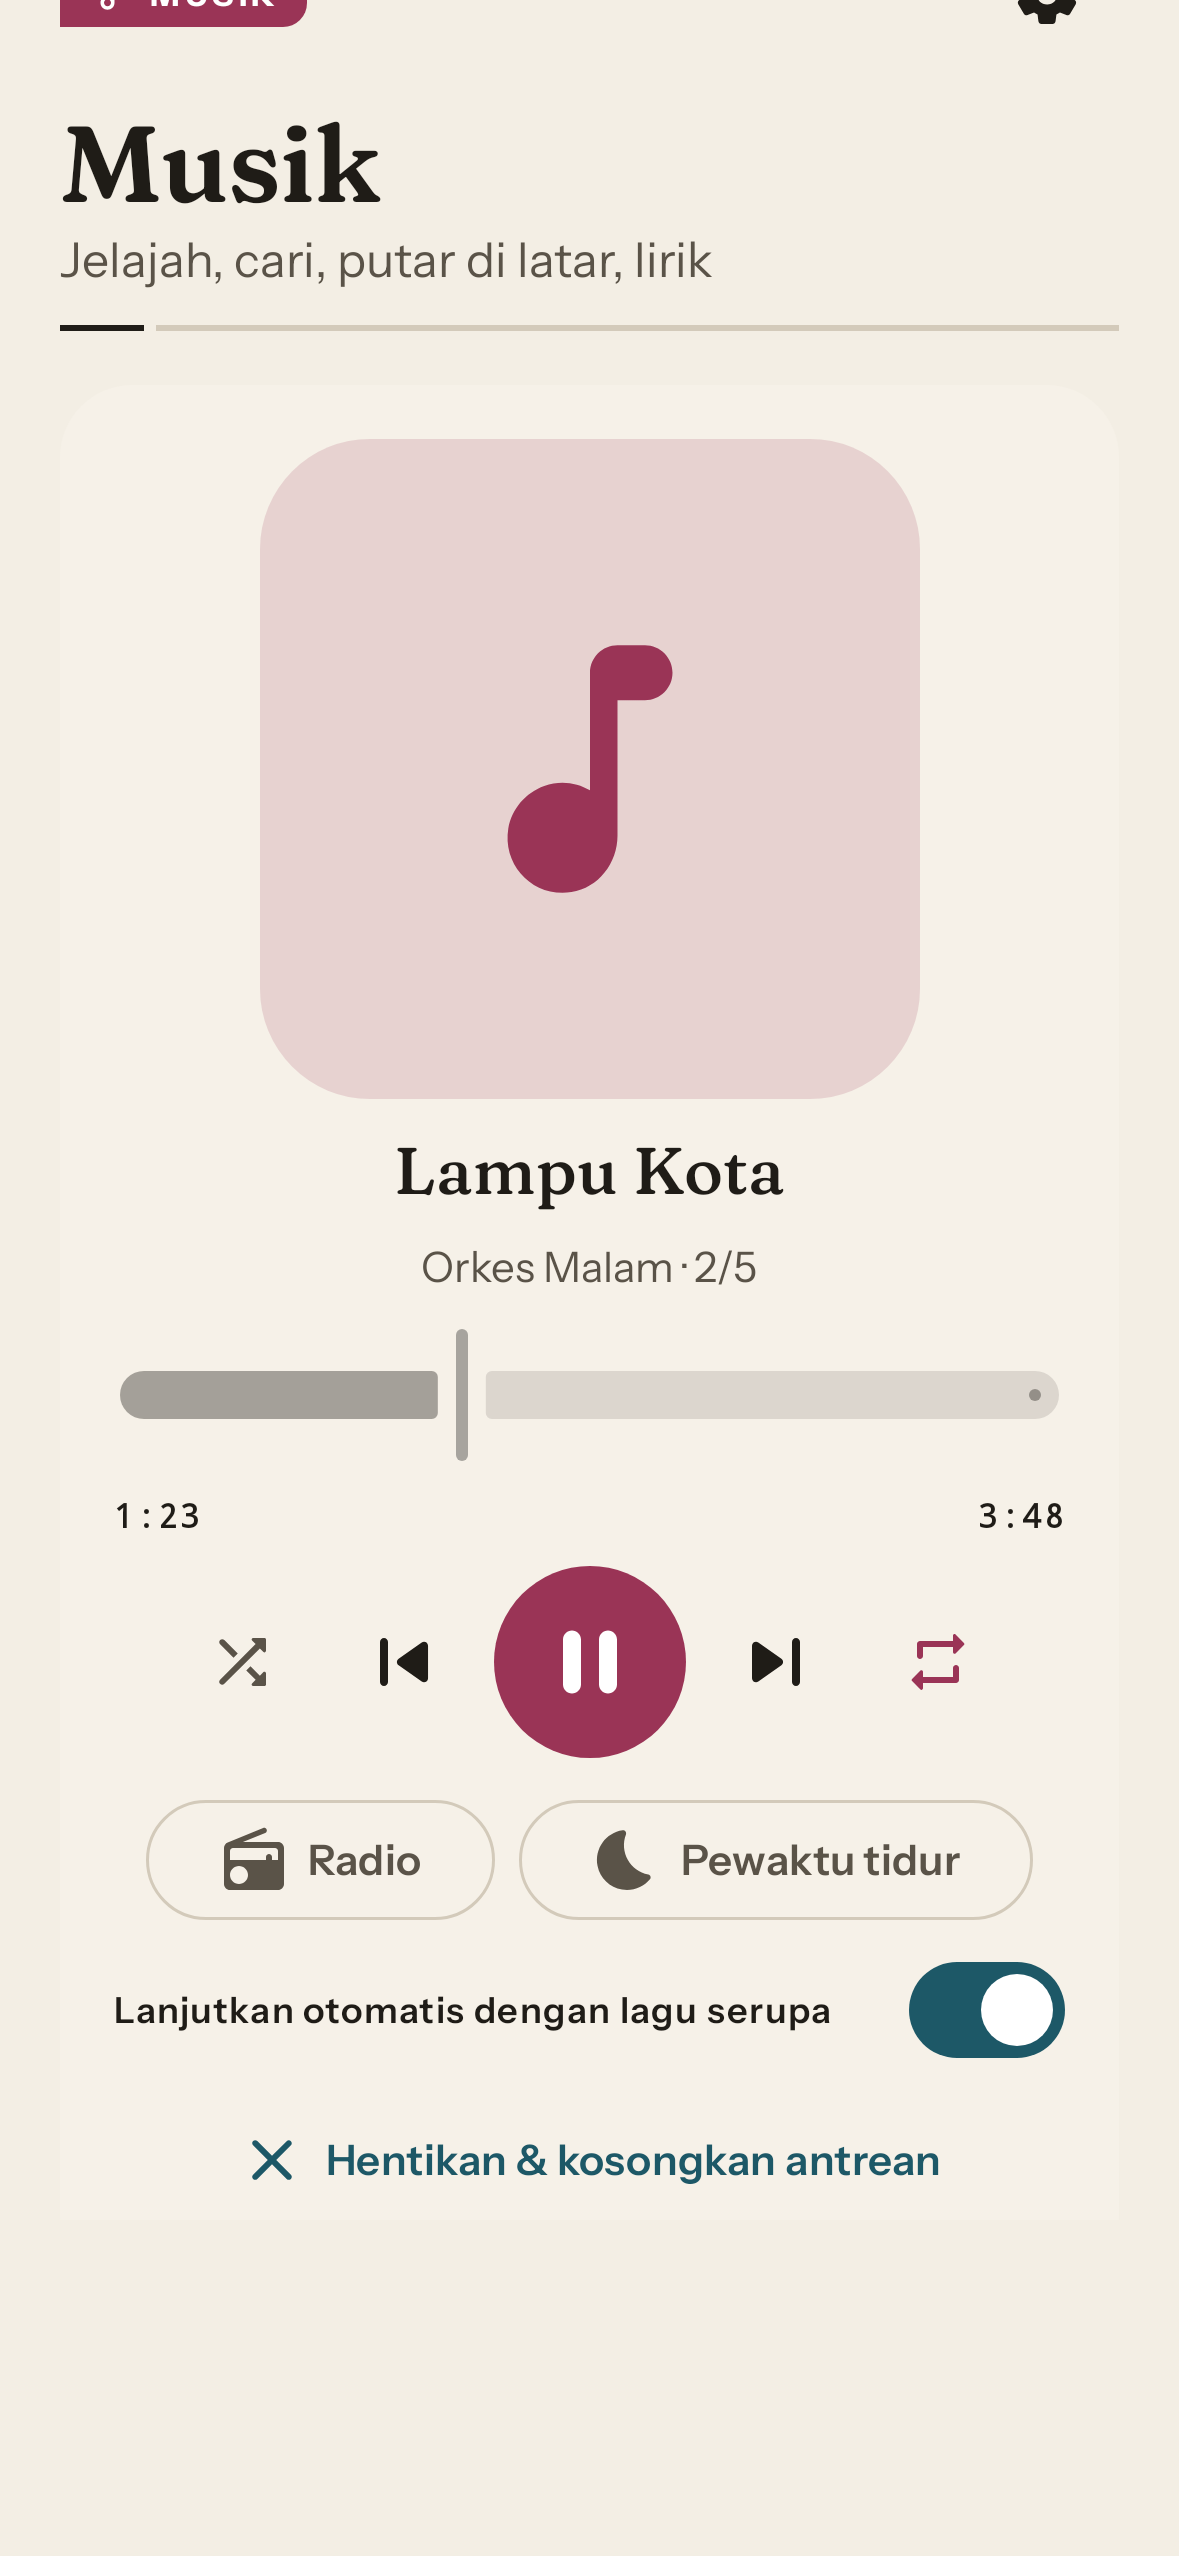 MUSIK
Musik
Jelajah, cari, putar di latar, lirik
Lampu Kota
Orkes Malam · 2/5
1:23
3:48
Radio
Pewaktu tidur
Lanjutkan otomatis dengan lagu serupa
Hentikan & kosongkan antrean